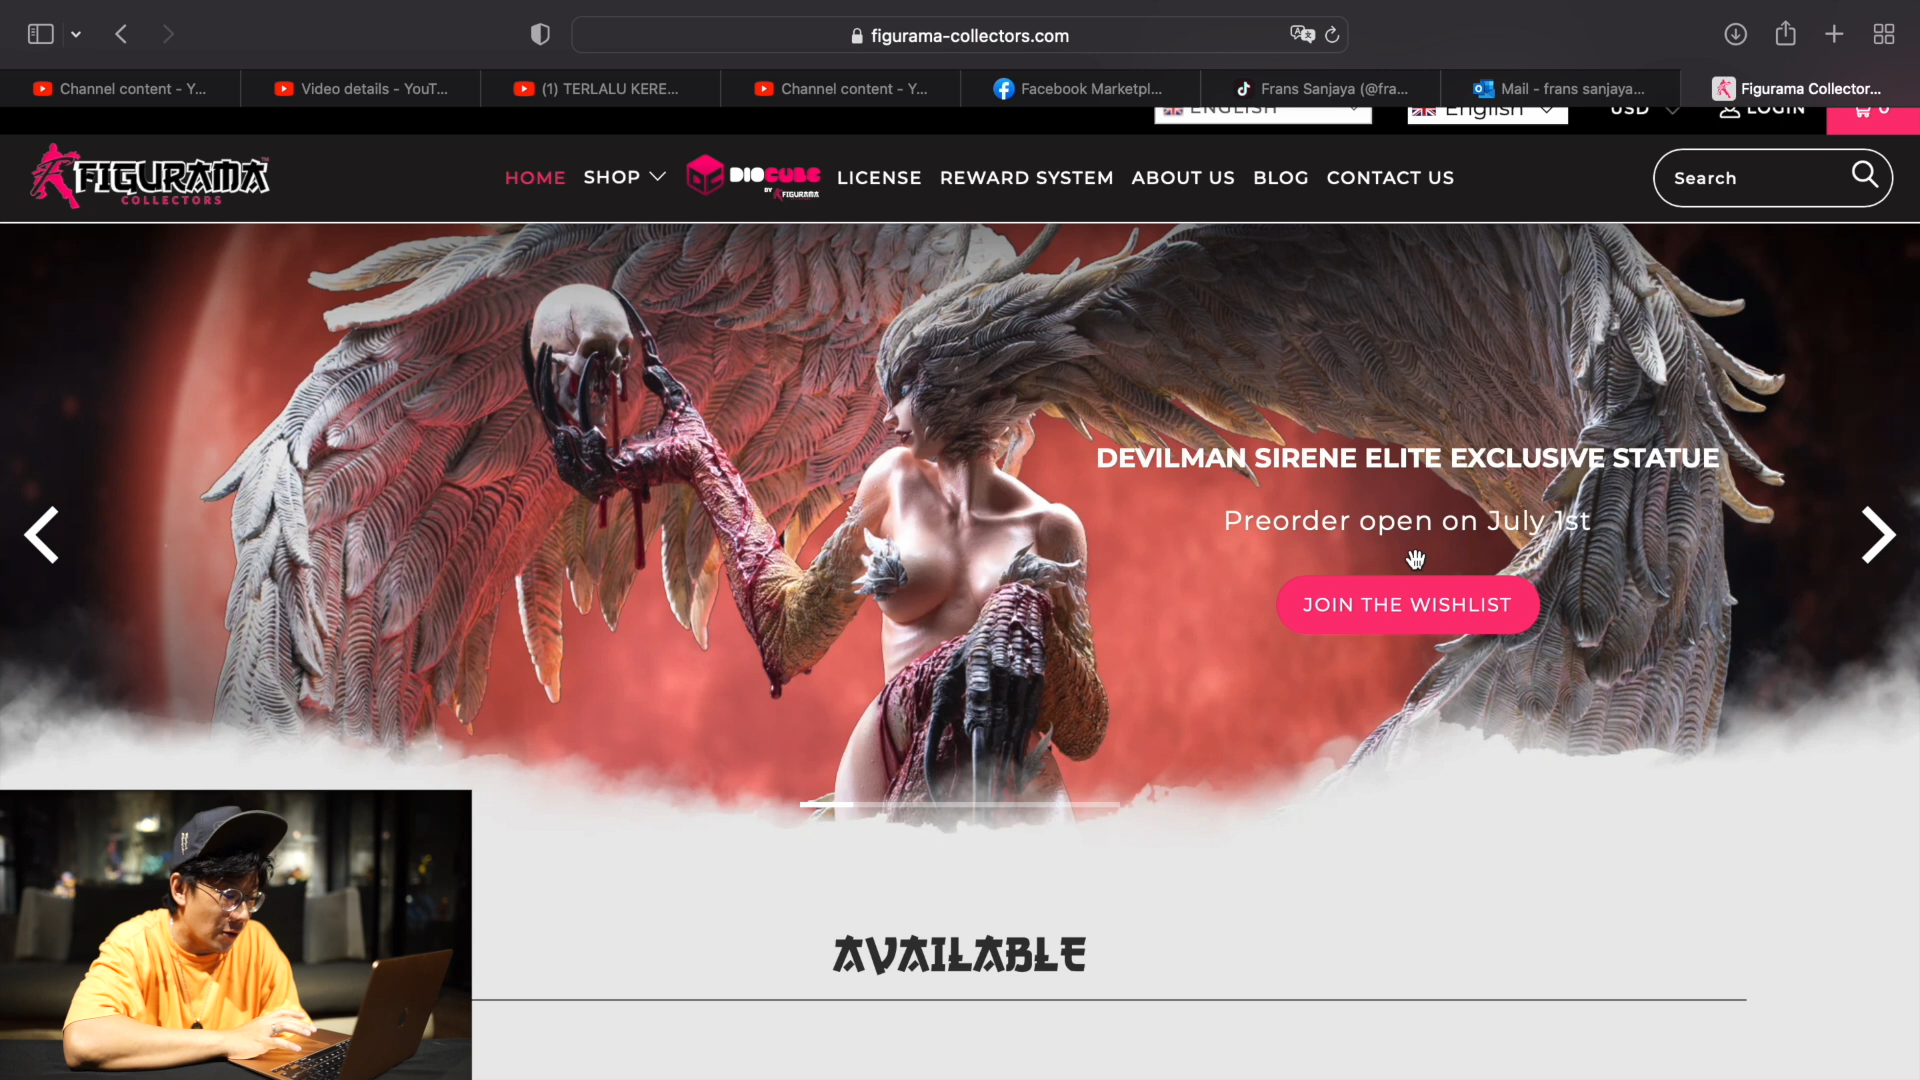 figurama-collectors.com
Channel content - Y...
Video details - YouT...
(1) TERLALU KERE...
Channel content - Y...
Facebook Marketpl...
Frans Sanjaya (@fra...
Mail - frans sanjaya...
Figurama Collector...
ENGLISH
English
USD
LOGIN
0
FIGURAMA
COLLECTORS
HOME
SHOP
DIOCUBE
BY FIGURAMA
LICENSE
REWARD SYSTEM
ABOUT US
BLOG
CONTACT US
Search
DEVILMAN SIRENE ELITE EXCLUSIVE STATUE
Preorder open on July 1st
JOIN THE WISHLIST
AVAILABLE